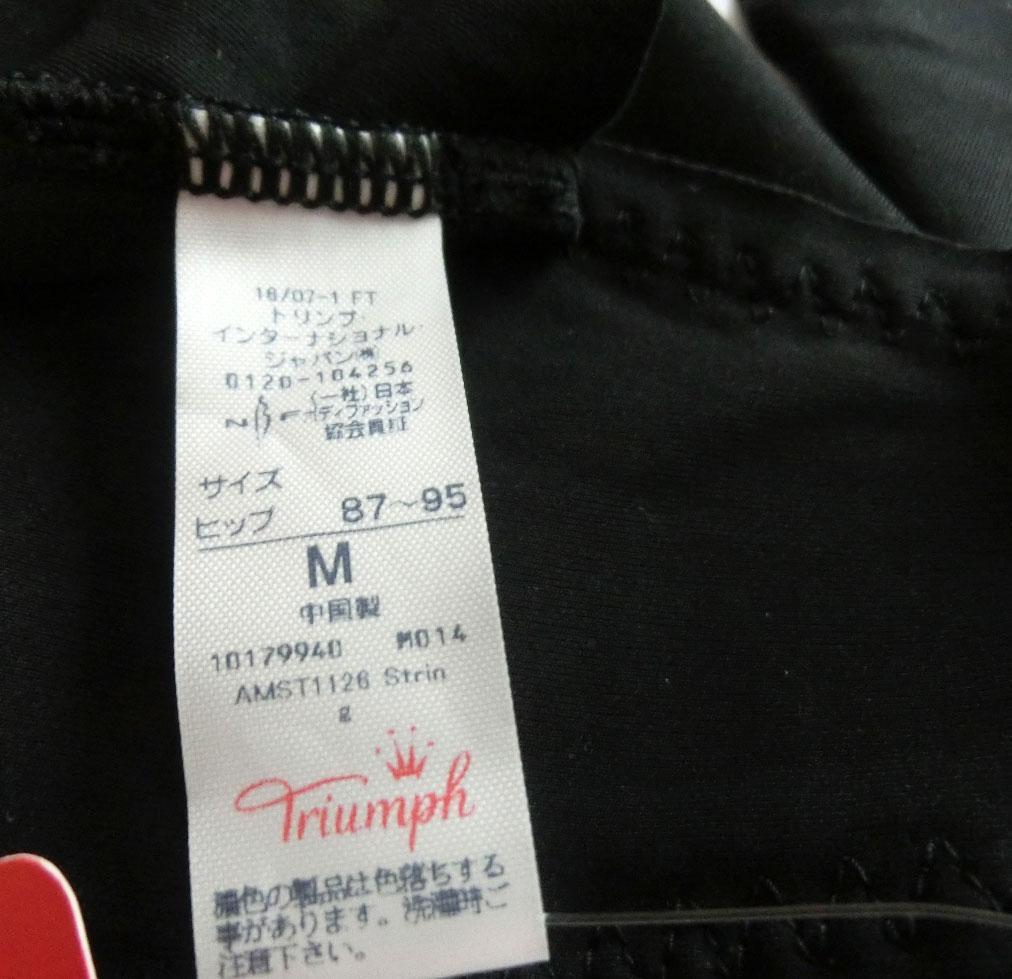 16/07-1 FT
トリンプ・
インターナショナル・
ジャパン㈱
0120-104256
(一社)日本
ボディファッション
協会員証
サイズ
ヒップ 87〜95
M
中国製
10179940 M014
AMST1126 Strin
g
Triumph
濃色の製品は色落ちする
事があります。洗濯時ご
注意下さい。